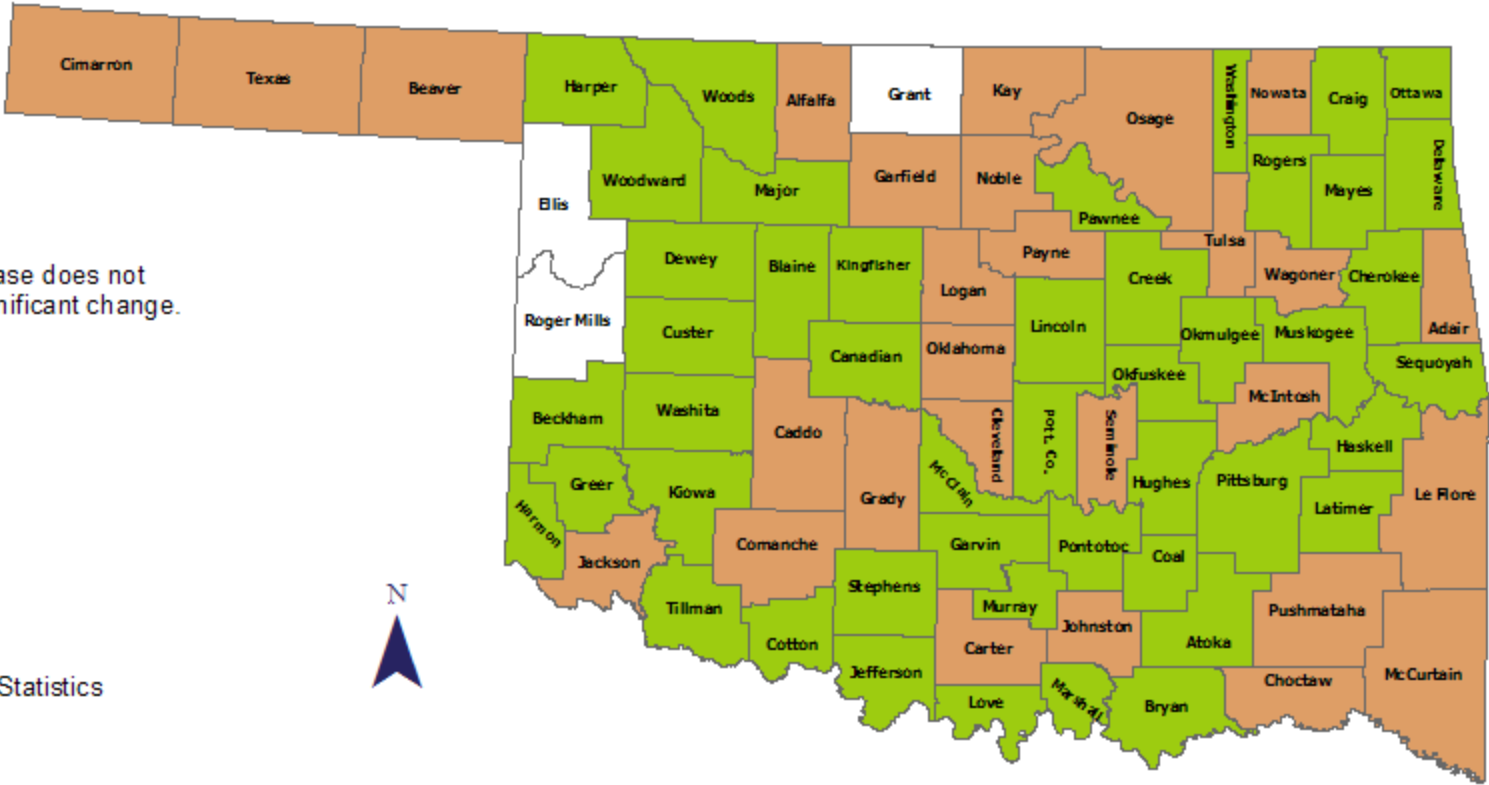 Cimarron
Texas
Beaver
Harper
Woods
Alfalfa
Grant
Kay
Osage
Washington
Nowata
Craig
Ottawa
Ellis
Woodward
Major
Garfield
Noble
Pawnee
Rogers
Mayes
Delaware
Tulsa
ase does not
nificant change.
Roger Mills
Dewey
Blaine
Kingfisher
Logan
Payne
Creek
Wagoner
Cherokee
Adair
Custer
Canadian
Oklahoma
Lincoln
Okmulgee
Muskogee
Sequoyah
Beckham
Washita
Caddo
Grady
Cleveland
Pott. Co.
Seminole
Okfuskee
McIntosh
Haskell
Harmon
Greer
Kiowa
McClain
Hughes
Pittsburg
Latimer
Le Flore
Jackson
Comanche
Garvin
Pontotoc
Coal
N
Tillman
Stephens
Murray
Johnston
Atoka
Pushmataha
Statistics
Cotton
Jefferson
Carter
Love
Marshall
Bryan
Choctaw
McCurtain